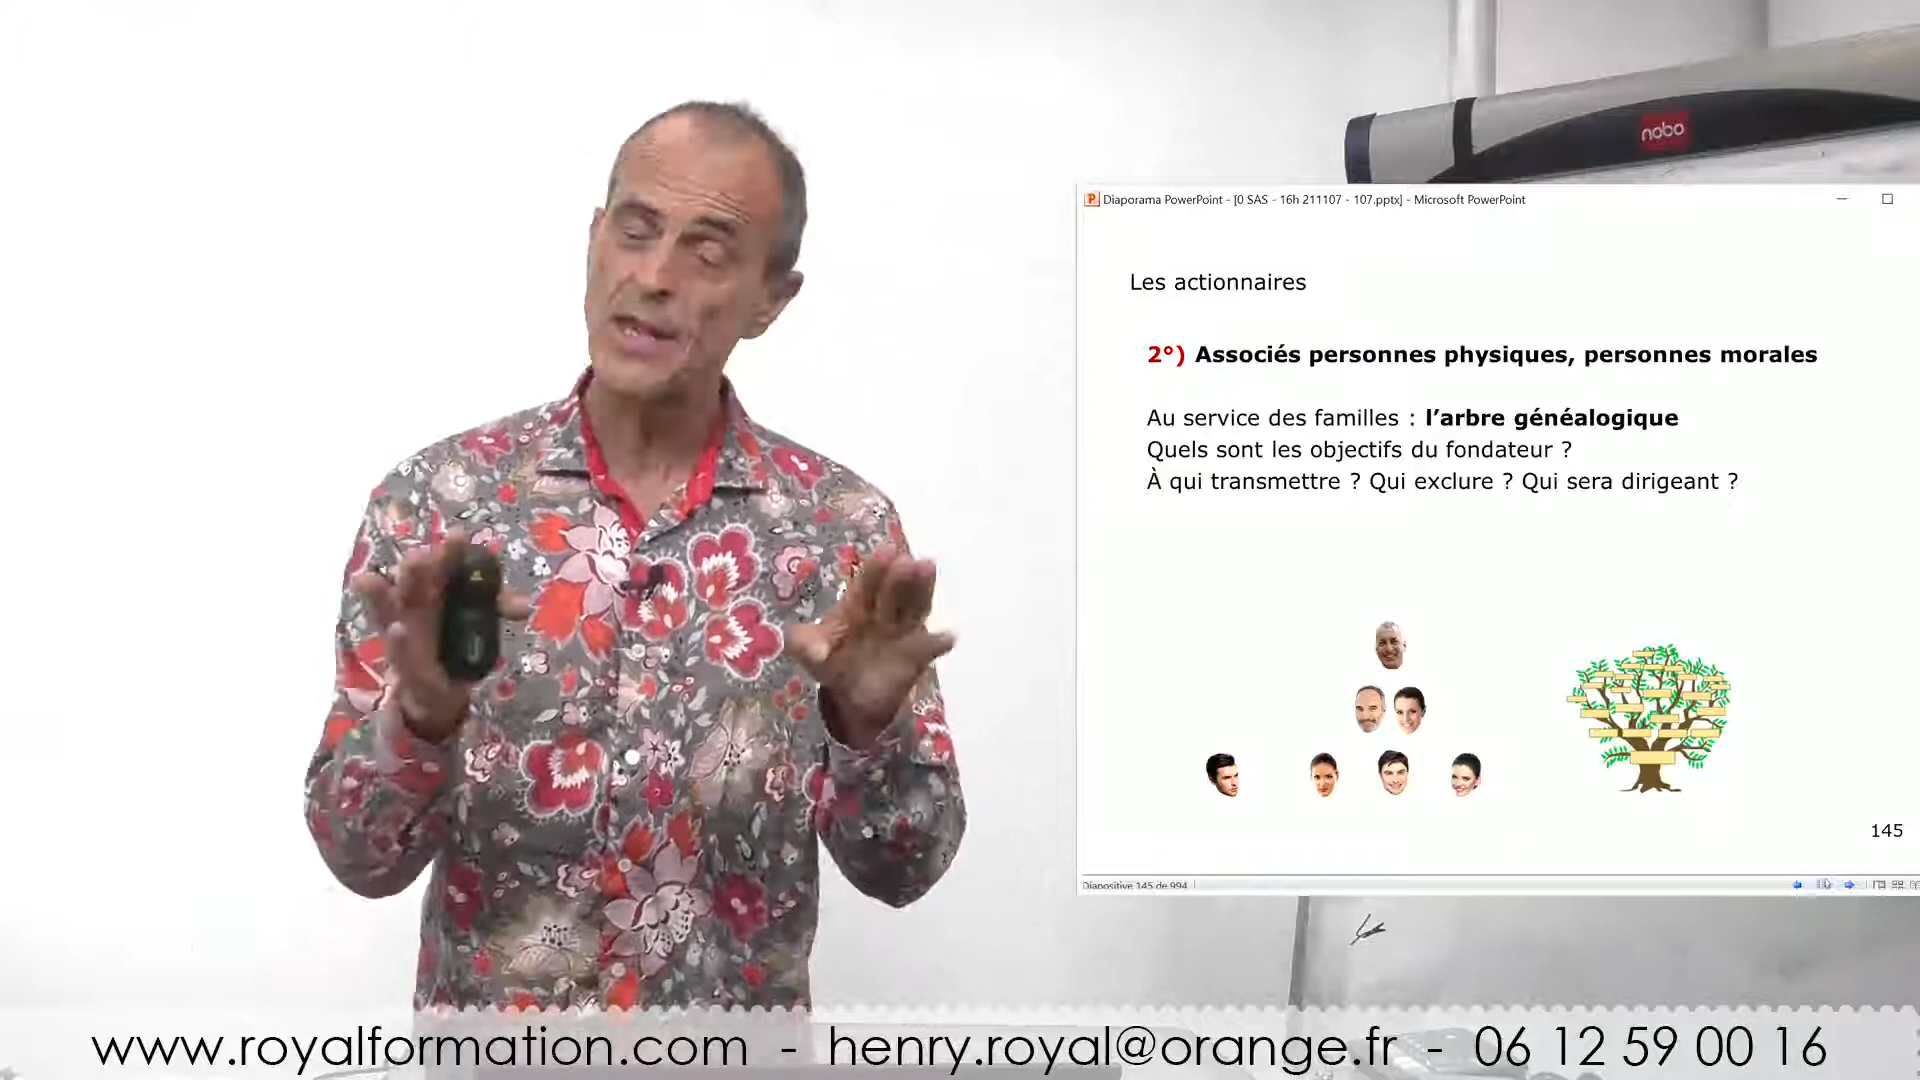 nobo
Diaporama PowerPoint - [0 SAS - 16h 211107 - 107.pptx] - Microsoft PowerPoint
Les actionnaires
2°) Associés personnes physiques, personnes morales
Au service des familles : l’arbre généalogique
Quels sont les objectifs du fondateur ?
À qui transmettre ? Qui exclure ? Qui sera dirigeant ?
145
Diapositive 145 de 994
www.royalformation.com - henry.royal@orange.fr - 06 12 59 00 16